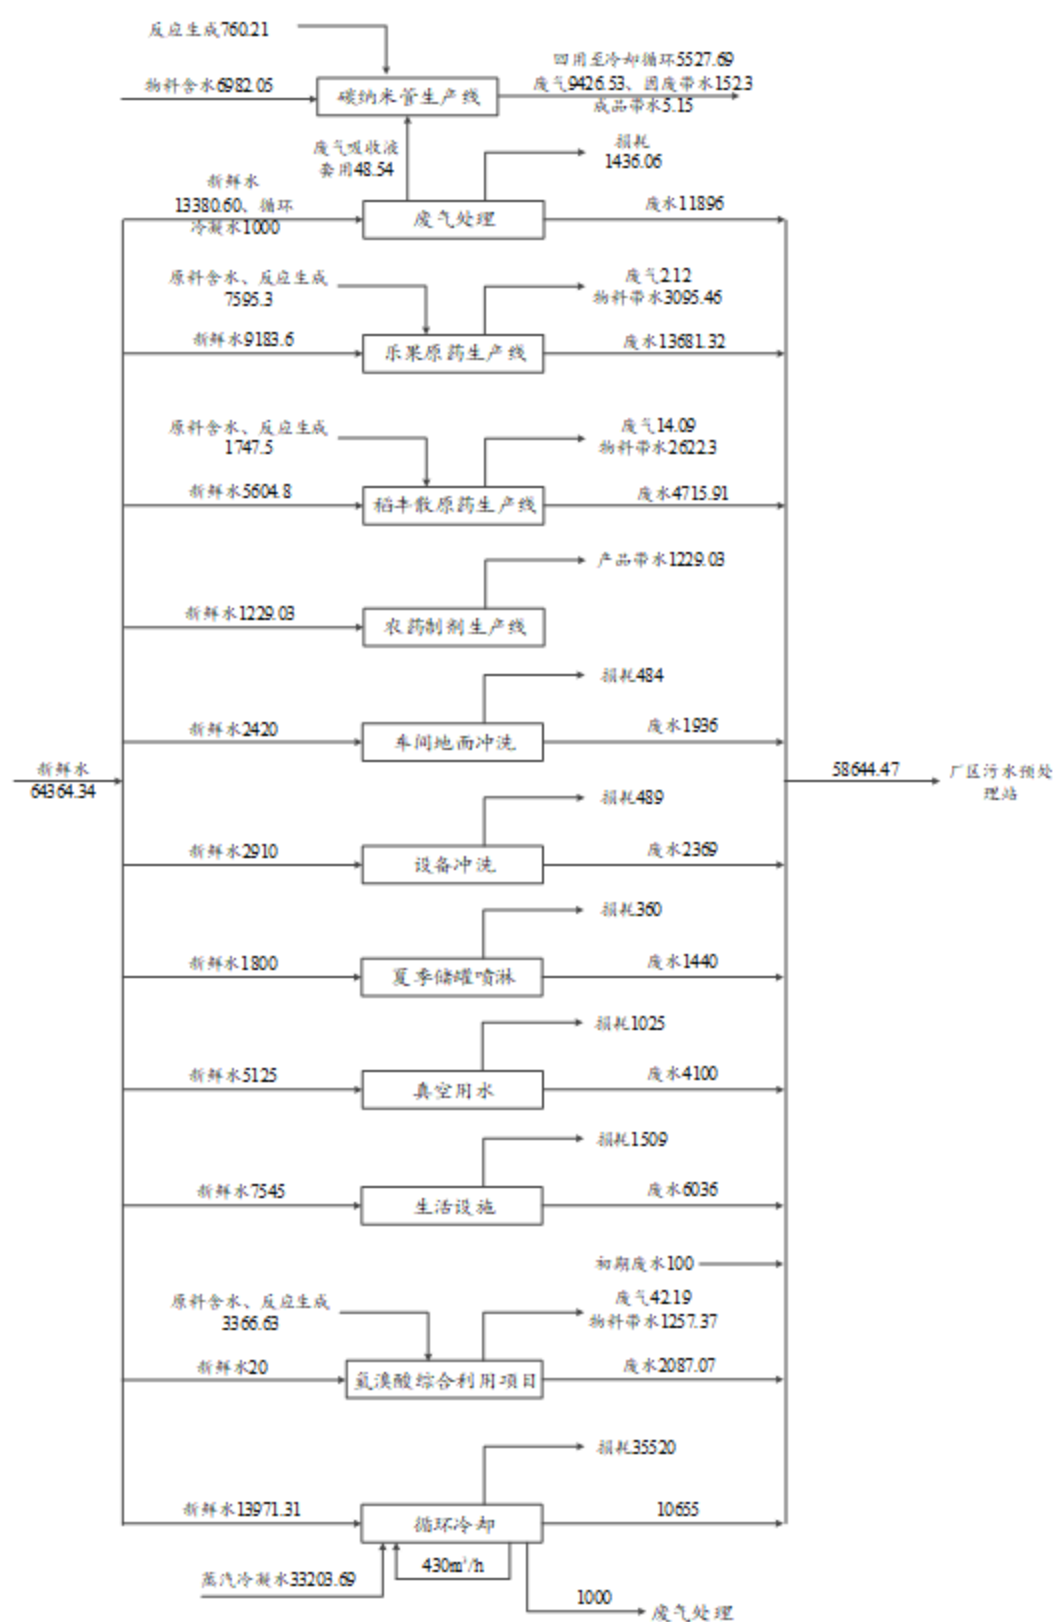 反应生成760.21
回用至冷却循环5527.69
物料含水6982.05
碳纳米管生产线
废气9426.53、固废带水152.3
成品带水5.15
废气吸收液
套用48.54
损耗
1436.06
新鲜水
13380.60、循环
冷凝水1000
废气处理
废水11896
原料含水、反应生成
7595.3
废气2.12
物料带水3095.46
新鲜水9183.6
乐果原药生产线
废水13681.32
原料含水、反应生成
1747.5
废气14.09
物料带水2622.3
新鲜水5604.8
稻丰散原药生产线
废水4715.91
产品带水1229.03
新鲜水1229.03
农药制剂生产线
损耗484
新鲜水2420
车间地面冲洗
废水1936
新鲜水
64364.34
58644.47
厂区污水预处
理站
损耗489
新鲜水2910
设备冲洗
废水2369
损耗360
新鲜水1800
夏季储罐喷淋
废水1440
损耗1025
新鲜水5125
真空用水
废水4100
损耗1509
新鲜水7545
生活设施
废水6036
初期废水100
原料含水、反应生成
3366.63
废气42.19
物料带水1257.37
新鲜水20
氢溴酸综合利用项目
废水2087.07
损耗35520
新鲜水13971.31
循环冷却
10655
430m³/h
蒸汽冷凝水33203.69
1000
废气处理